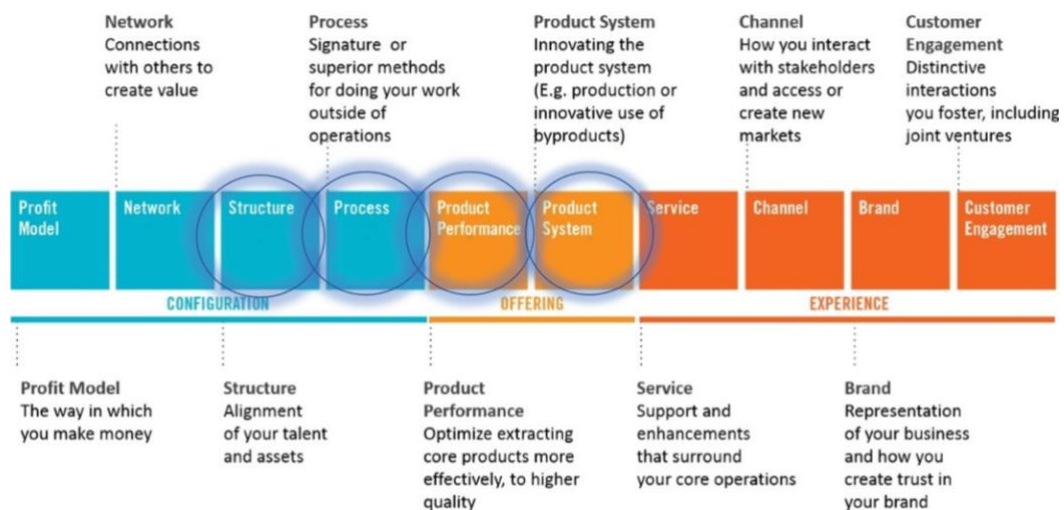 Network
Connections
with others to
create value
Process
Signature or
superior methods
for doing your work
outside of
operations
Product System
Innovating the
product system
(E.g. production or
innovative use of
byproducts)
Channel
How you interact
with stakeholders
and access or
create new
markets
Customer
Engagement
Distinctive
interactions
you foster, including
joint ventures
Profit
Model
Network
Structure
Process
Product
Performance
Product
System
Service
Channel
Brand
Customer
Engagement
CONFIGURATION
OFFERING
EXPERIENCE
Profit Model
The way in which
you make money
Structure
Alignment
of your talent
and assets
Product
Performance
Optimize extracting
core products more
effectively, to higher
quality
Service
Support and
enhancements
that surround
your core operations
Brand
Representation
of your business
and how you
create trust in
your brand